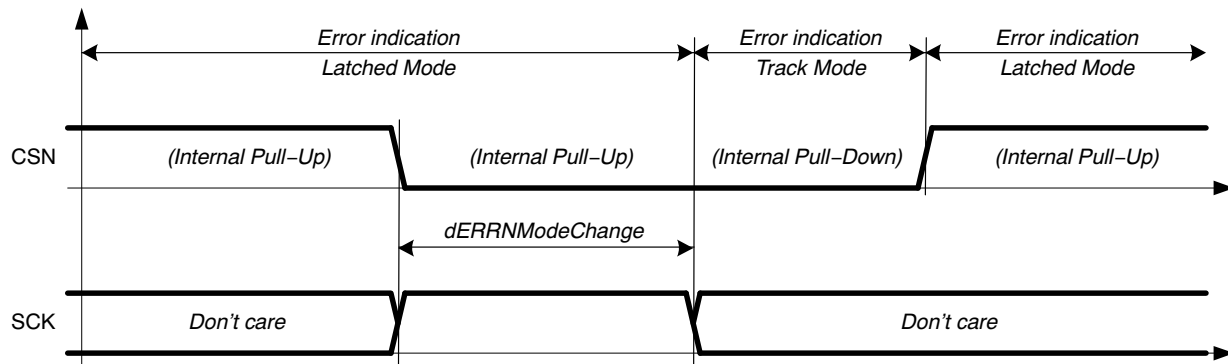 Error indication
Latched Mode
Error indication
Track Mode
Error indication
Latched Mode
CSN
(Internal Pull−Up)
(Internal Pull−Up)
(Internal Pull−Down)
(Internal Pull−Up)
dERRNModeChange
SCK
Don't care
Don't care